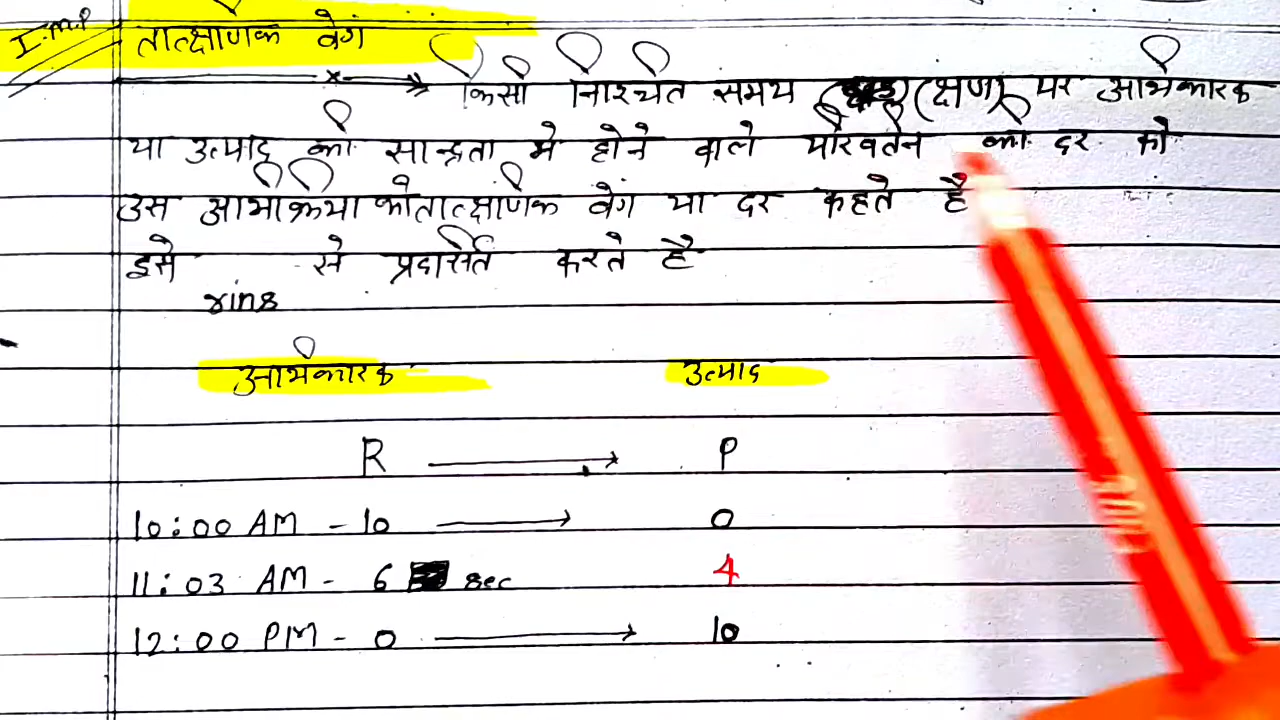 I.m.p
तात्क्षणिक वेग
किसी निश्चित समय (क्षण) पर अभिकारक
या उत्पाद की सान्द्रता मे होने वाले परिवर्तन की दर को
उस अभिक्रिया की तात्क्षणिक वेग या दर कहते है
इसे से प्रदर्सित करते है
rins
अभिकारक उत्पाद
R → P
10:00 AM - 10 → 0
11:03 AM - 6 sec 4
12:00 PM - 0 → 10